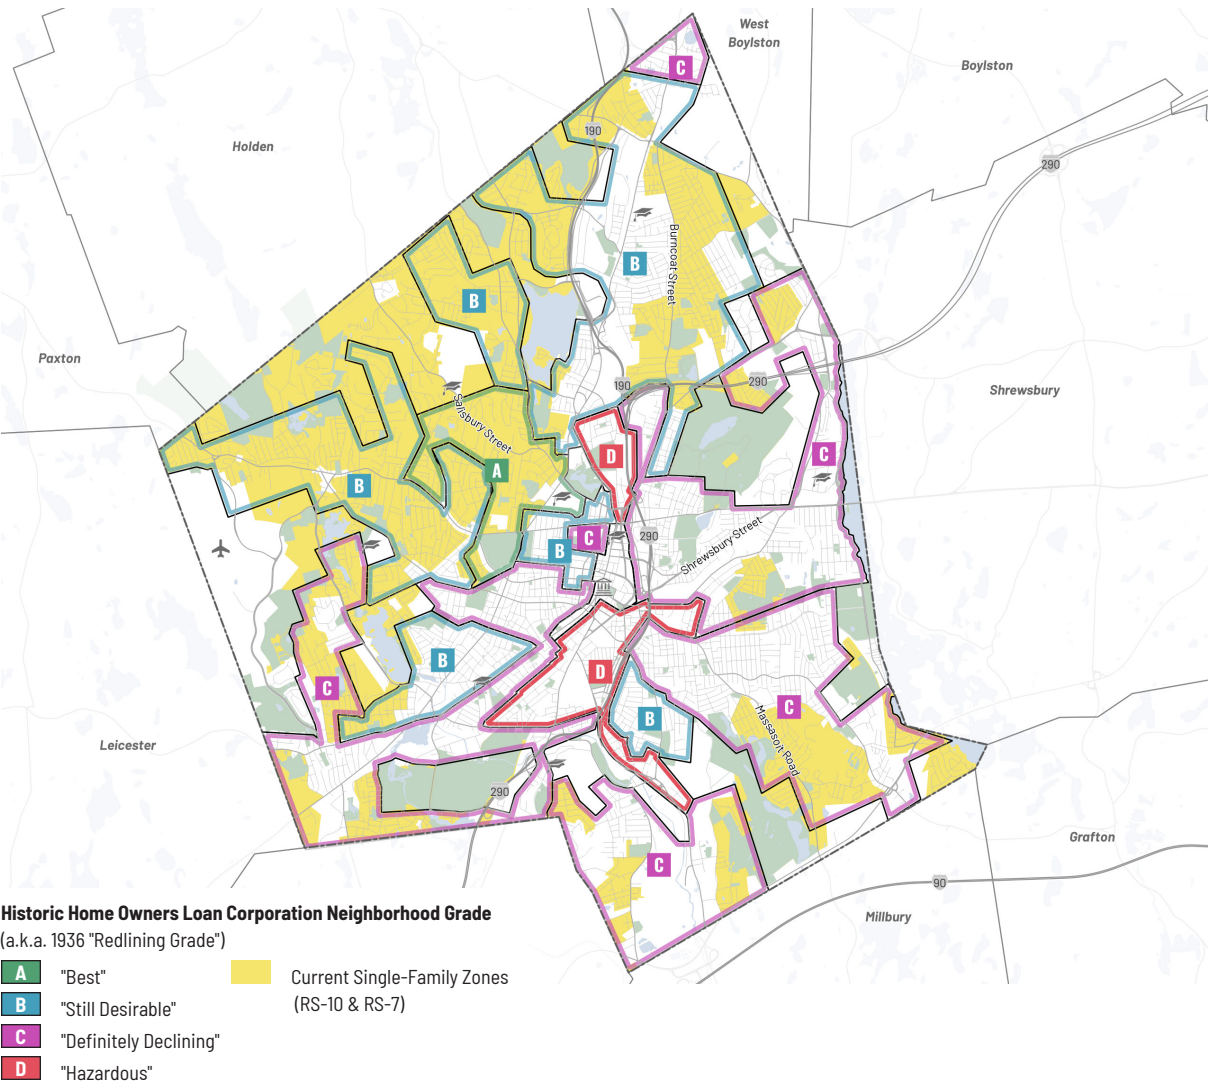 West
Boylston
Boylston
C
190
Holden
290
Burncoat Street
B
B
Paxton
190
290
Shrewsbury
Salisbury Street
D
C
A
B
290
Shrewsbury Street
C
B
B
D
C
C
B
Massasoit Road
Leicester
290
Grafton
C
90
Millbury
Historic Home Owners Loan Corporation Neighborhood Grade
(a.k.a. 1936 "Redlining Grade")
A "Best"
Current Single-Family Zones
(RS-10 & RS-7)
B "Still Desirable"
C "Definitely Declining"
D "Hazardous"